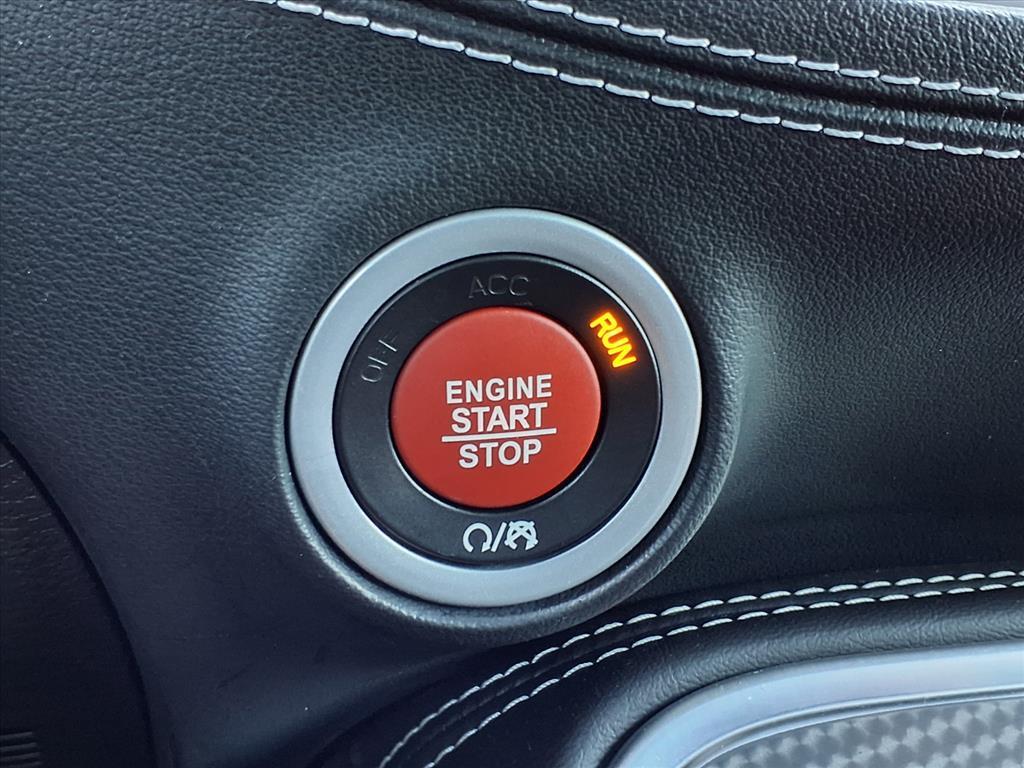 ACC
OFF
RUN
ENGINE
START
STOP